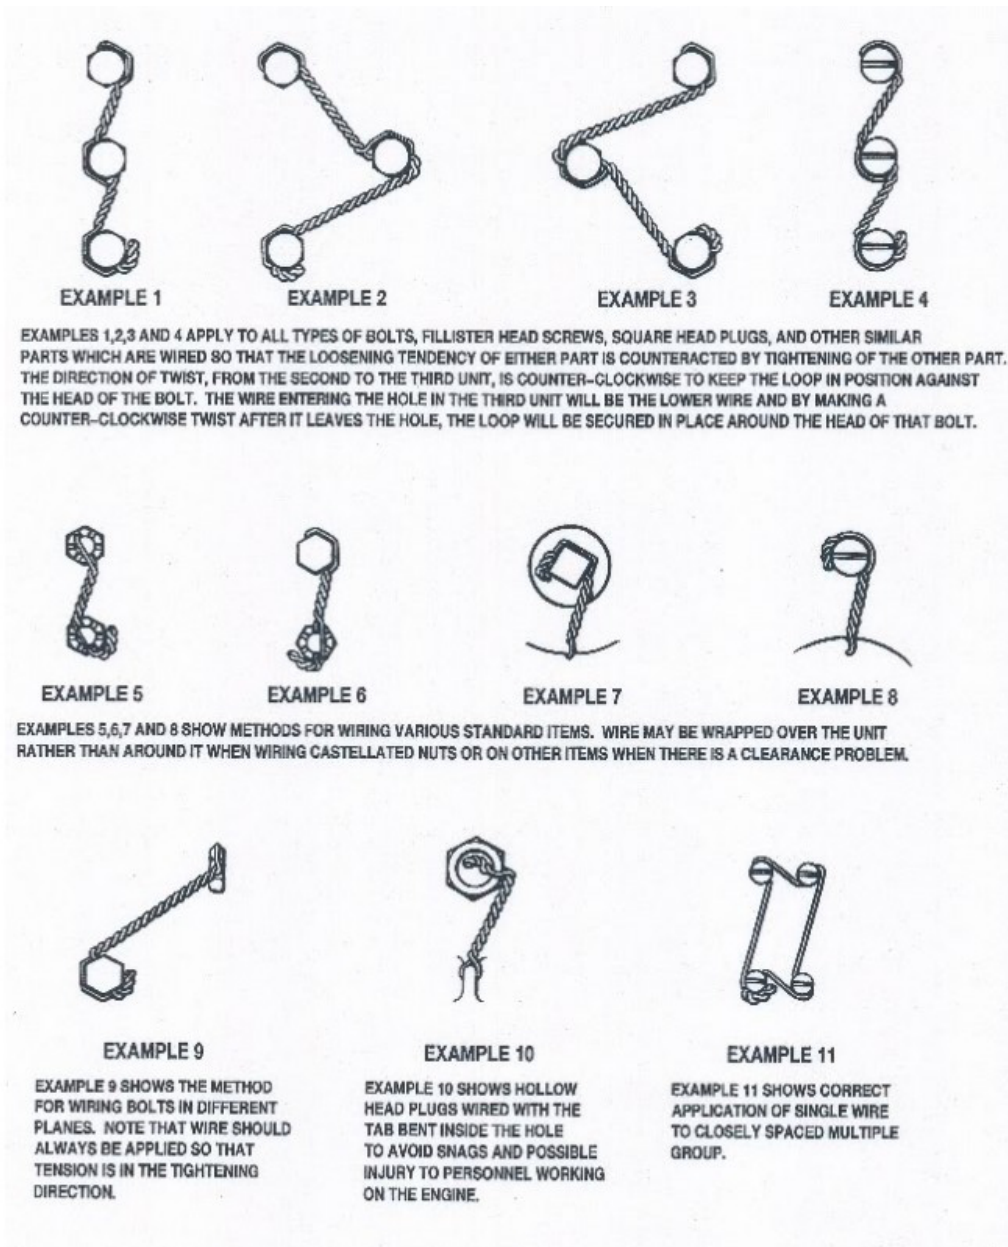 EXAMPLE 1
EXAMPLE 2
EXAMPLE 3
EXAMPLE 4
EXAMPLES 1,2,3 AND 4 APPLY TO ALL TYPES OF BOLTS, FILLISTER HEAD SCREWS, SQUARE HEAD PLUGS, AND OTHER SIMILAR
PARTS WHICH ARE WIRED SO THAT THE LOOSENING TENDENCY OF EITHER PART IS COUNTERACTED BY TIGHTENING OF THE OTHER PART.
THE DIRECTION OF TWIST, FROM THE SECOND TO THE THIRD UNIT, IS COUNTER-CLOCKWISE TO KEEP THE LOOP IN POSITION AGAINST
THE HEAD OF THE BOLT. THE WIRE ENTERING THE HOLE IN THE THIRD UNIT WILL BE THE LOWER WIRE AND BY MAKING A
COUNTER-CLOCKWISE TWIST AFTER IT LEAVES THE HOLE, THE LOOP WILL BE SECURED IN PLACE AROUND THE HEAD OF THAT BOLT.
EXAMPLE 5
EXAMPLE 6
EXAMPLE 7
EXAMPLE 8
EXAMPLES 5,6,7 AND 8 SHOW METHODS FOR WIRING VARIOUS STANDARD ITEMS. WIRE MAY BE WRAPPED OVER THE UNIT
RATHER THAN AROUND IT WHEN WIRING CASTELLATED NUTS OR ON OTHER ITEMS WHEN THERE IS A CLEARANCE PROBLEM.
EXAMPLE 9
EXAMPLE 9 SHOWS THE METHOD
FOR WIRING BOLTS IN DIFFERENT
PLANES. NOTE THAT WIRE SHOULD
ALWAYS BE APPLIED SO THAT
TENSION IS IN THE TIGHTENING
DIRECTION.
EXAMPLE 10
EXAMPLE 10 SHOWS HOLLOW
HEAD PLUGS WIRED WITH THE
TAB BENT INSIDE THE HOLE
TO AVOID SNAGS AND POSSIBLE
INJURY TO PERSONNEL WORKING
ON THE ENGINE.
EXAMPLE 11
EXAMPLE 11 SHOWS CORRECT
APPLICATION OF SINGLE WIRE
TO CLOSELY SPACED MULTIPLE
GROUP.